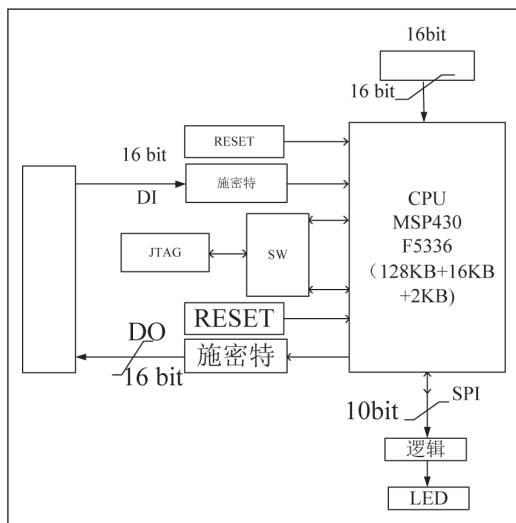 16bit
16 bit
RESET
16 bit
施密特
DI
CPU
MSP430
F5336
（128KB+16KB
+2KB)
JTAG
SW
RESET
DO
施密特
16 bit
SPI
10bit
逻辑
LED